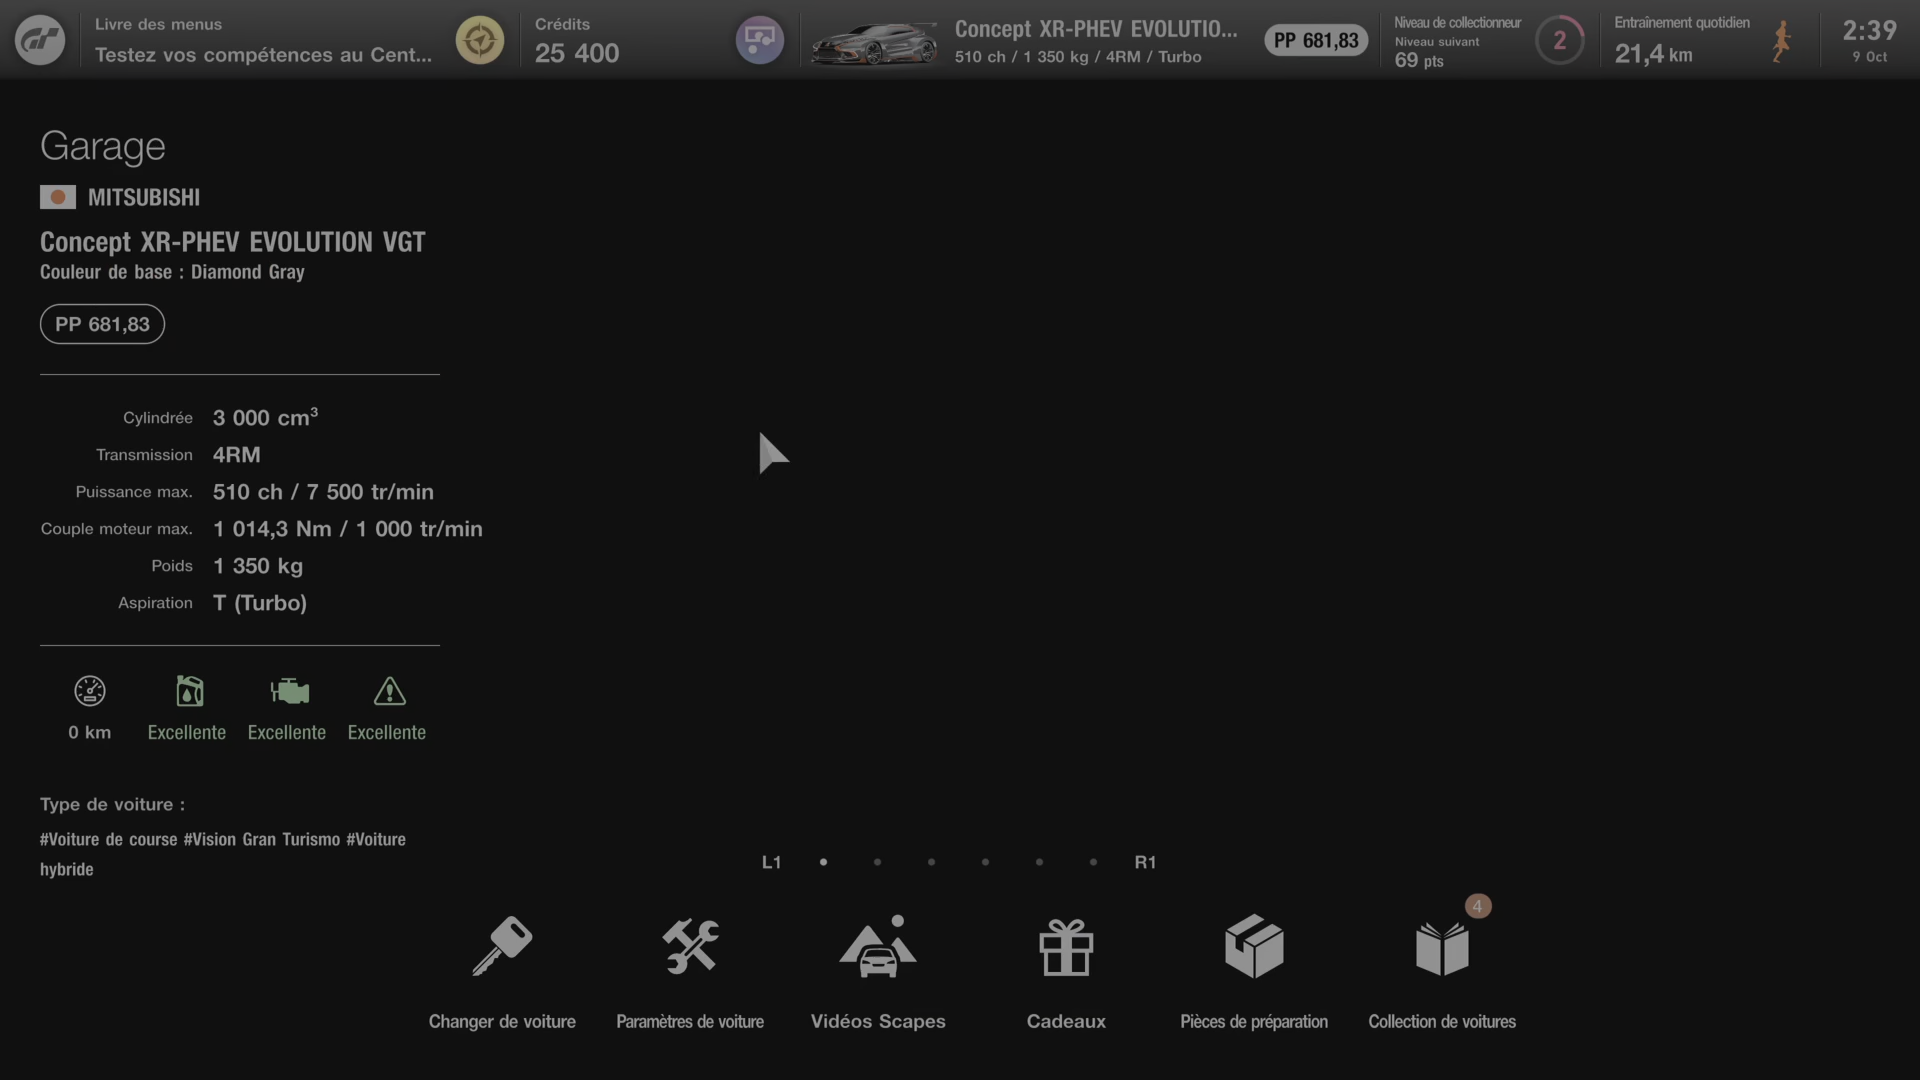 Livre des menus
Testez vos compétences au Cent...
Crédits
25 400
Concept XR-PHEV EVOLUTIO...
510 ch / 1 350 kg / 4RM / Turbo
PP 681,83
Niveau de collectionneur
Niveau suivant
69 pts
2
Entraînement quotidien
21,4 km
2:39
9 Oct
Garage
MITSUBISHI
Concept XR-PHEV EVOLUTION VGT
Couleur de base : Diamond Gray
PP 681,83
Cylindrée 3 000 cm³
Transmission 4RM
Puissance max. 510 ch / 7 500 tr/min
Couple moteur max. 1 014,3 Nm / 1 000 tr/min
Poids 1 350 kg
Aspiration T (Turbo)
0 km Excellente Excellente Excellente
Type de voiture :
#Voiture de course #Vision Gran Turismo #Voiture
hybride
L1 R1
4
Changer de voiture Paramètres de voiture Vidéos Scapes Cadeaux Pièces de préparation Collection de voitures